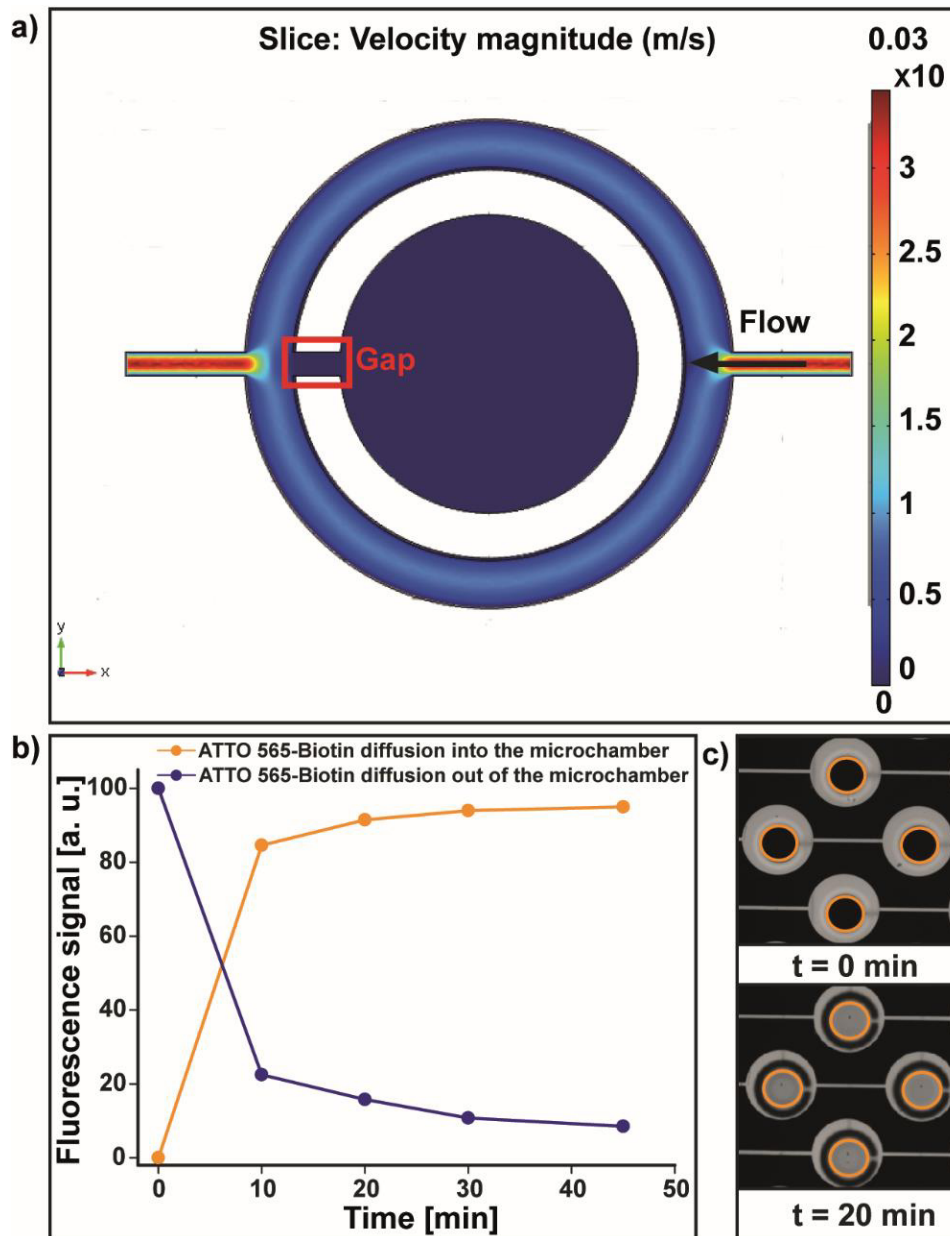 a)
Slice: Velocity magnitude (m/s)
0.03
x10
3
2.5
2
1.5
1
0.5
0
0
Flow
Gap
y
x
b)
ATTO 565-Biotin diffusion into the microchamber
ATTO 565-Biotin diffusion out of the microchamber
Fluorescence signal [a. u.]
100
80
60
40
20
0
0 10 20 30 40 50
Time [min]
c)
t = 0 min
t = 20 min